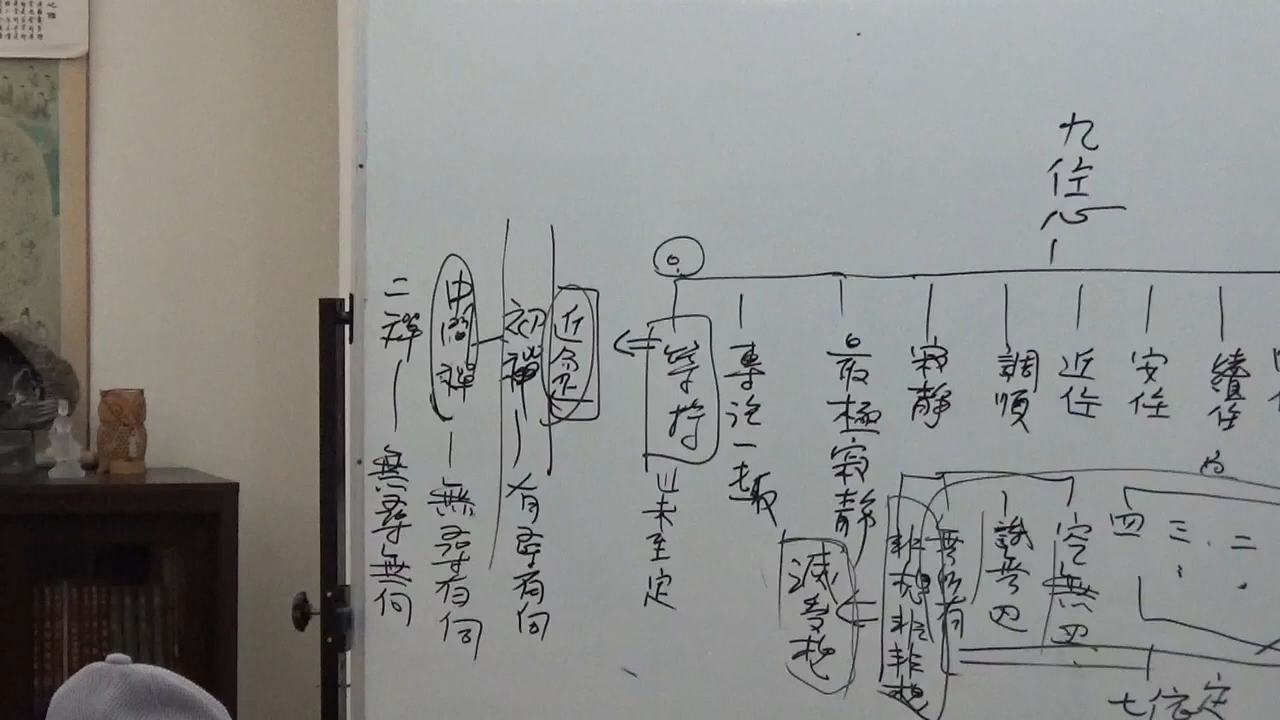 九住心
續住
安住
近住
調順
寂靜
最極寂靜
專注一趣
等持
未至定
近分
初禪 有尋有伺
中間禪 無尋有伺
二禪 無尋無伺
二
三
四
空無邊
識無邊
無所有
非想非非想
滅受想
七依定